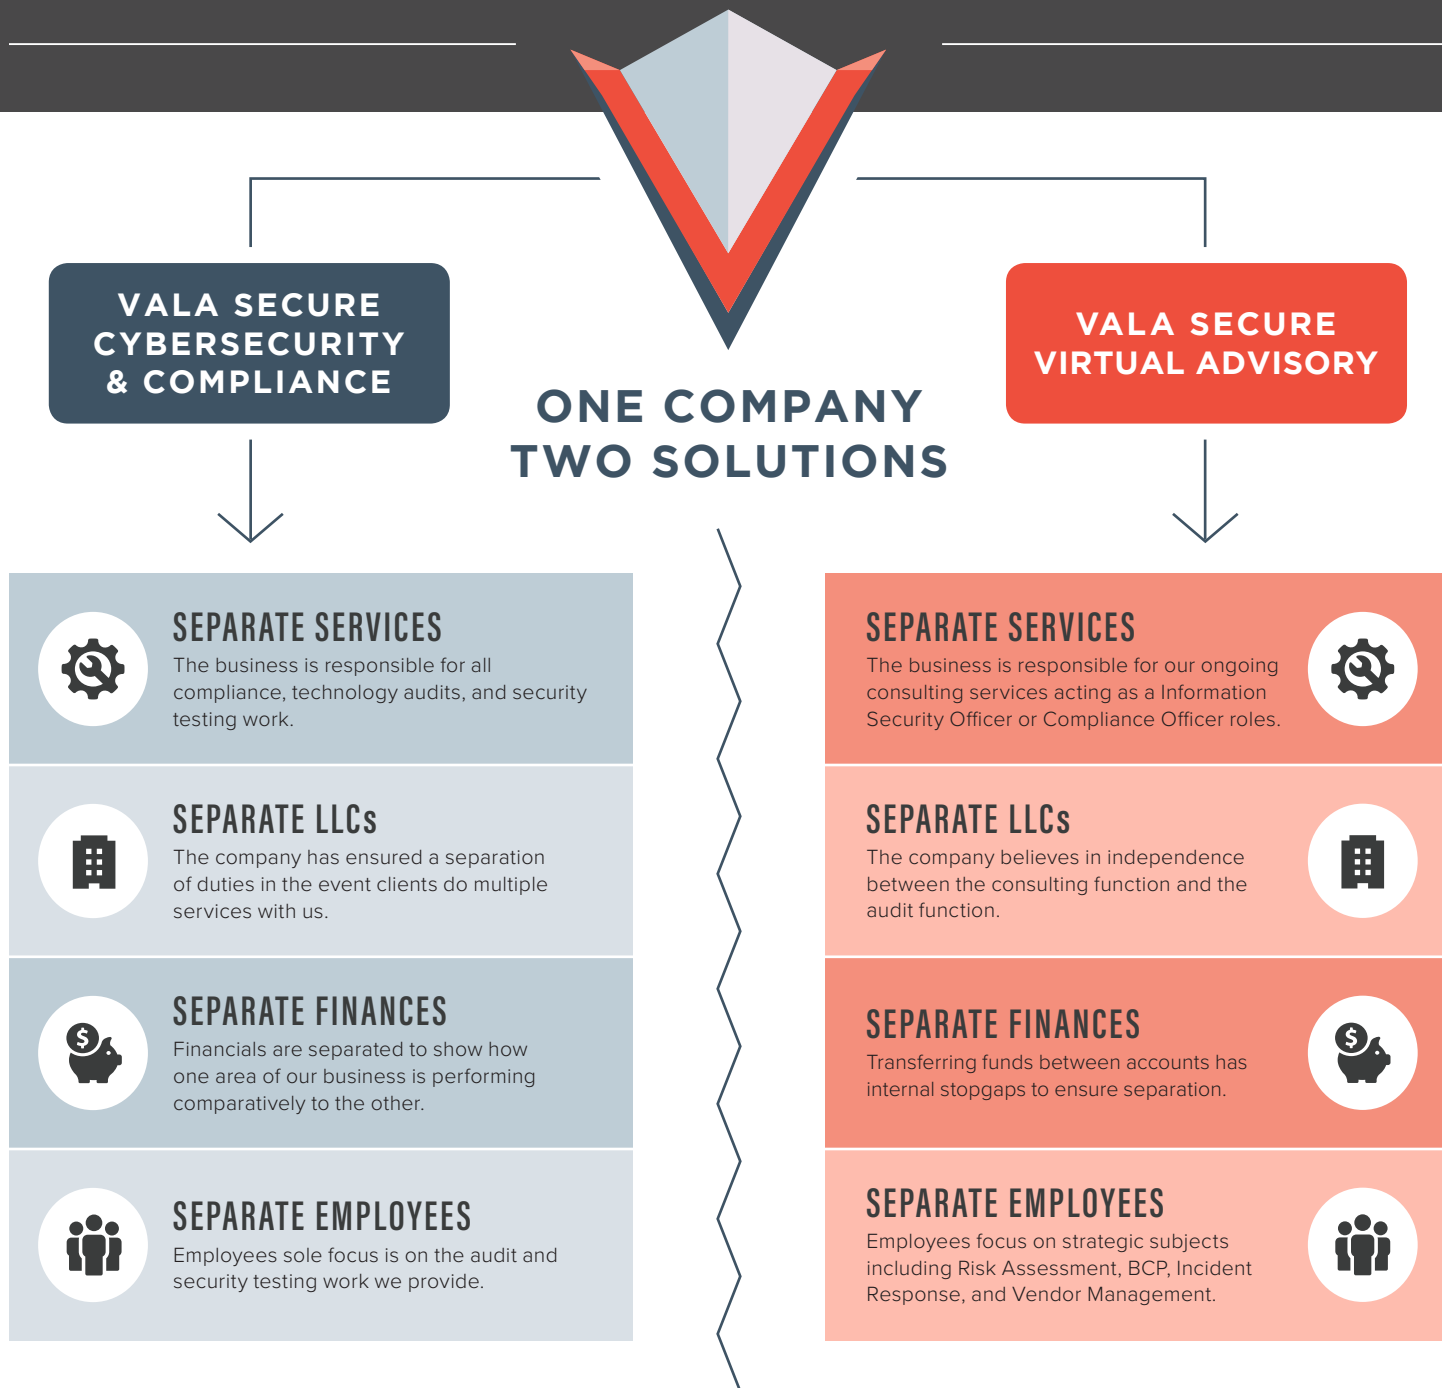 VALA SECURE
CYBERSECURITY
& COMPLIANCE
VALA SECURE
VIRTUAL ADVISORY
ONE COMPANY
TWO SOLUTIONS
SEPARATE SERVICES
The business is responsible for all
compliance, technology audits, and security
testing work.
SEPARATE LLCs
The company has ensured a separation
of duties in the event clients do multiple
services with us.
SEPARATE FINANCES
Financials are separated to show how
one area of our business is performing
comparatively to the other.
SEPARATE EMPLOYEES
Employees sole focus is on the audit and
security testing work we provide.
SEPARATE SERVICES
The business is responsible for our ongoing
consulting services acting as a Information
Security Officer or Compliance Officer roles.
SEPARATE LLCs
The company believes in independence
between the consulting function and the
audit function.
SEPARATE FINANCES
Transferring funds between accounts has
internal stopgaps to ensure separation.
SEPARATE EMPLOYEES
Employees focus on strategic subjects
including Risk Assessment, BCP, Incident
Response, and Vendor Management.